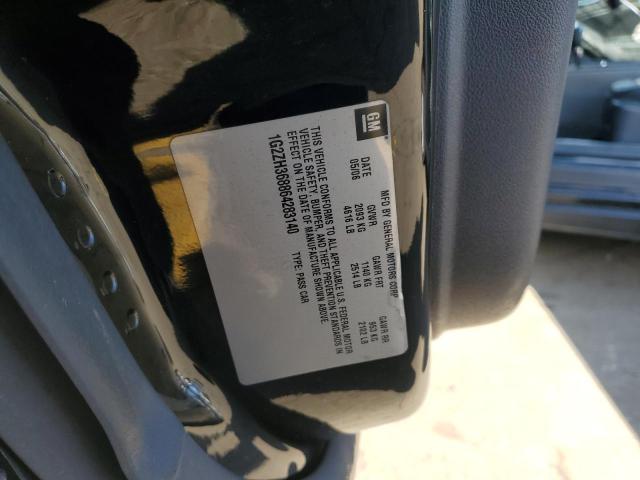 GM
MFD BY GENERAL MOTORS CORP
DATE GVWR GAWR FRT GAWR RR
05/06 2093 KG 1140 KG 953 KG
4616 LB 2514 LB 2102 LB
THIS VEHICLE CONFORMS TO ALL APPLICABLE U.S. FEDERAL MOTOR
VEHICLE SAFETY, BUMPER, AND THEFT PREVENTION STANDARDS IN
EFFECT ON THE DATE OF MANUFACTURE SHOWN ABOVE.
1G2ZH368864283140 TYPE: PASS CAR